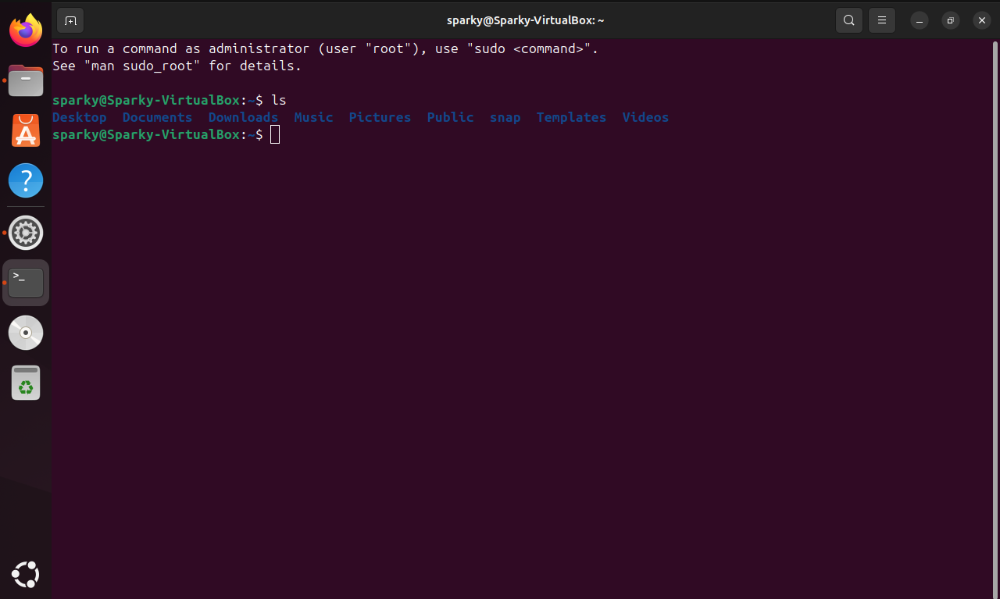 sparky@Sparky-VirtualBox: ~
To run a command as administrator (user "root"), use "sudo <command>".
See "man sudo_root" for details.
sparky@Sparky-VirtualBox:~$ ls
Desktop Documents Downloads Music Pictures Public snap Templates Videos
sparky@Sparky-VirtualBox:~$